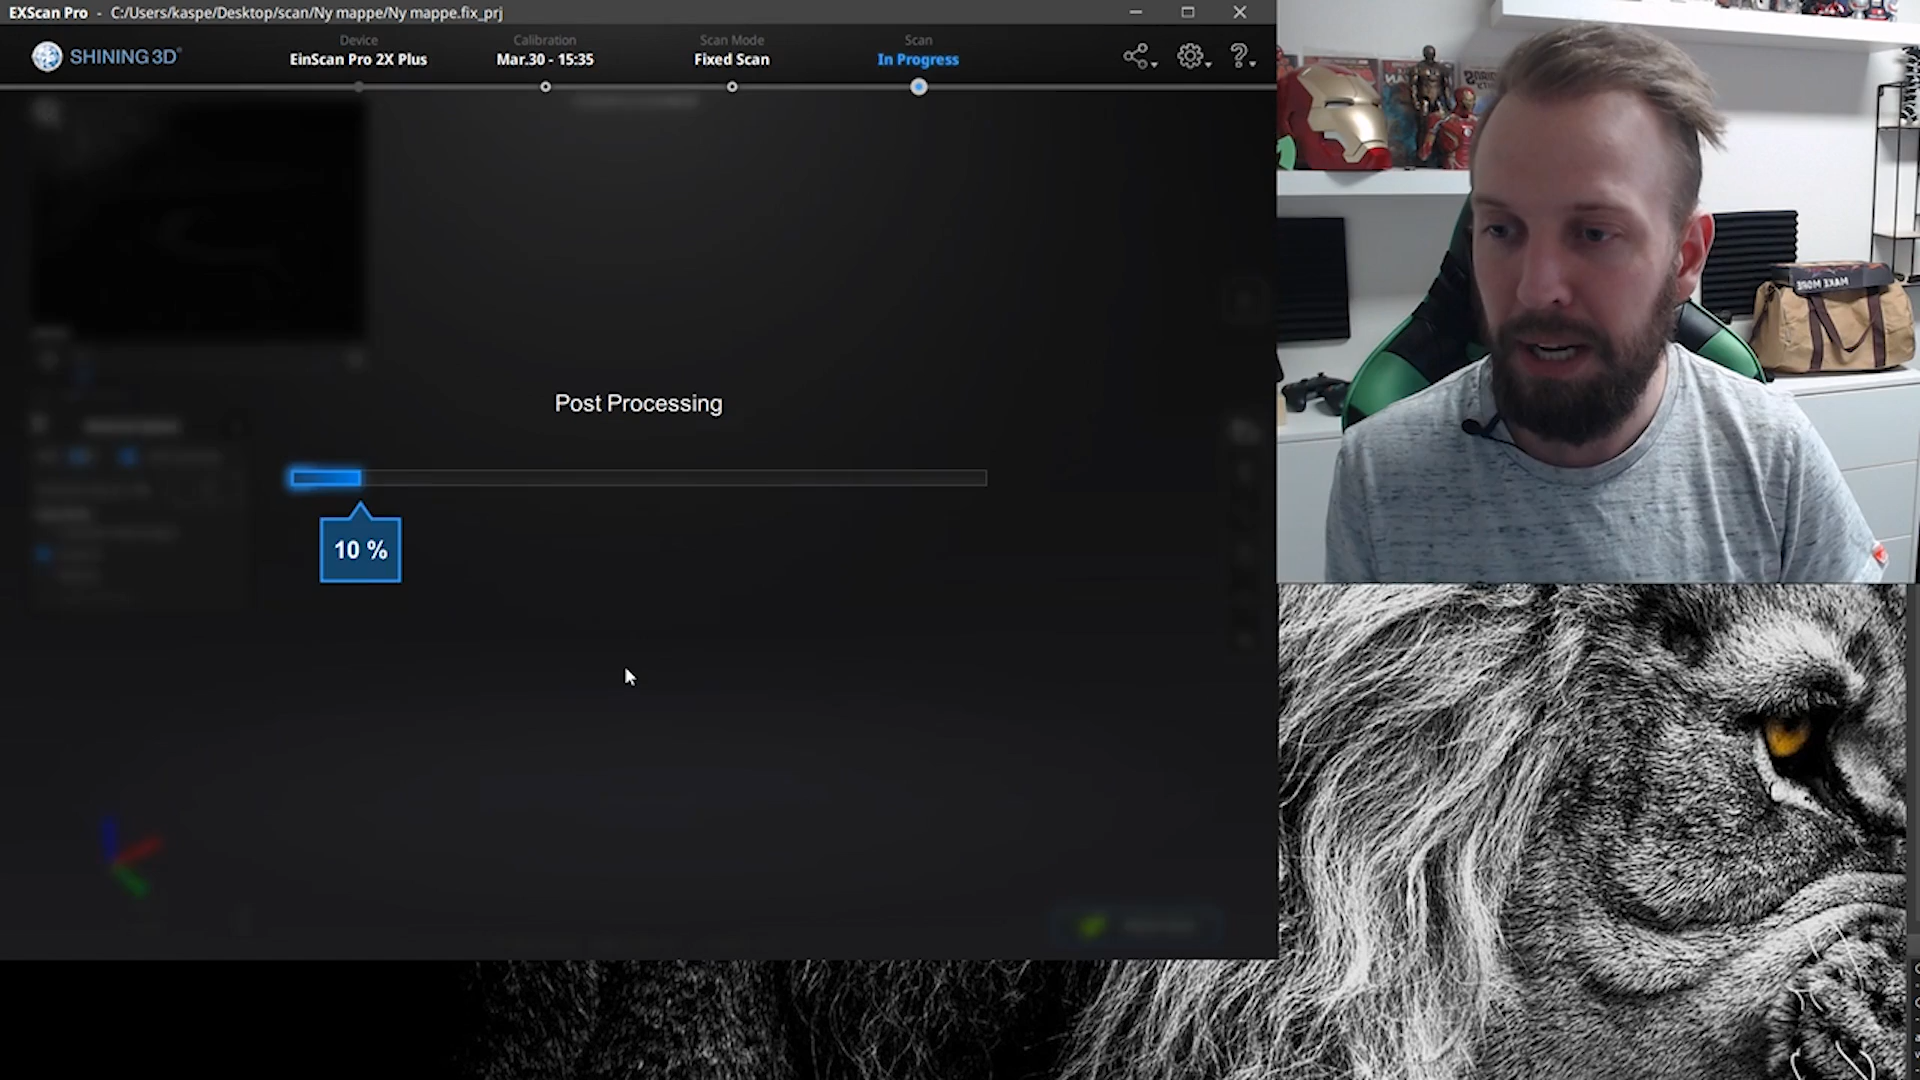 EXScan Pro - C:/Users/kaspe/Desktop/scan/Ny mappe/Ny mappe.fix_prj
SHINING 3D®
Device
EinScan Pro 2X Plus
Calibration
Mar.30 - 15:35
Scan Mode
Fixed Scan
Scan
In Progress
Post Processing
10 %
MAKE MORE